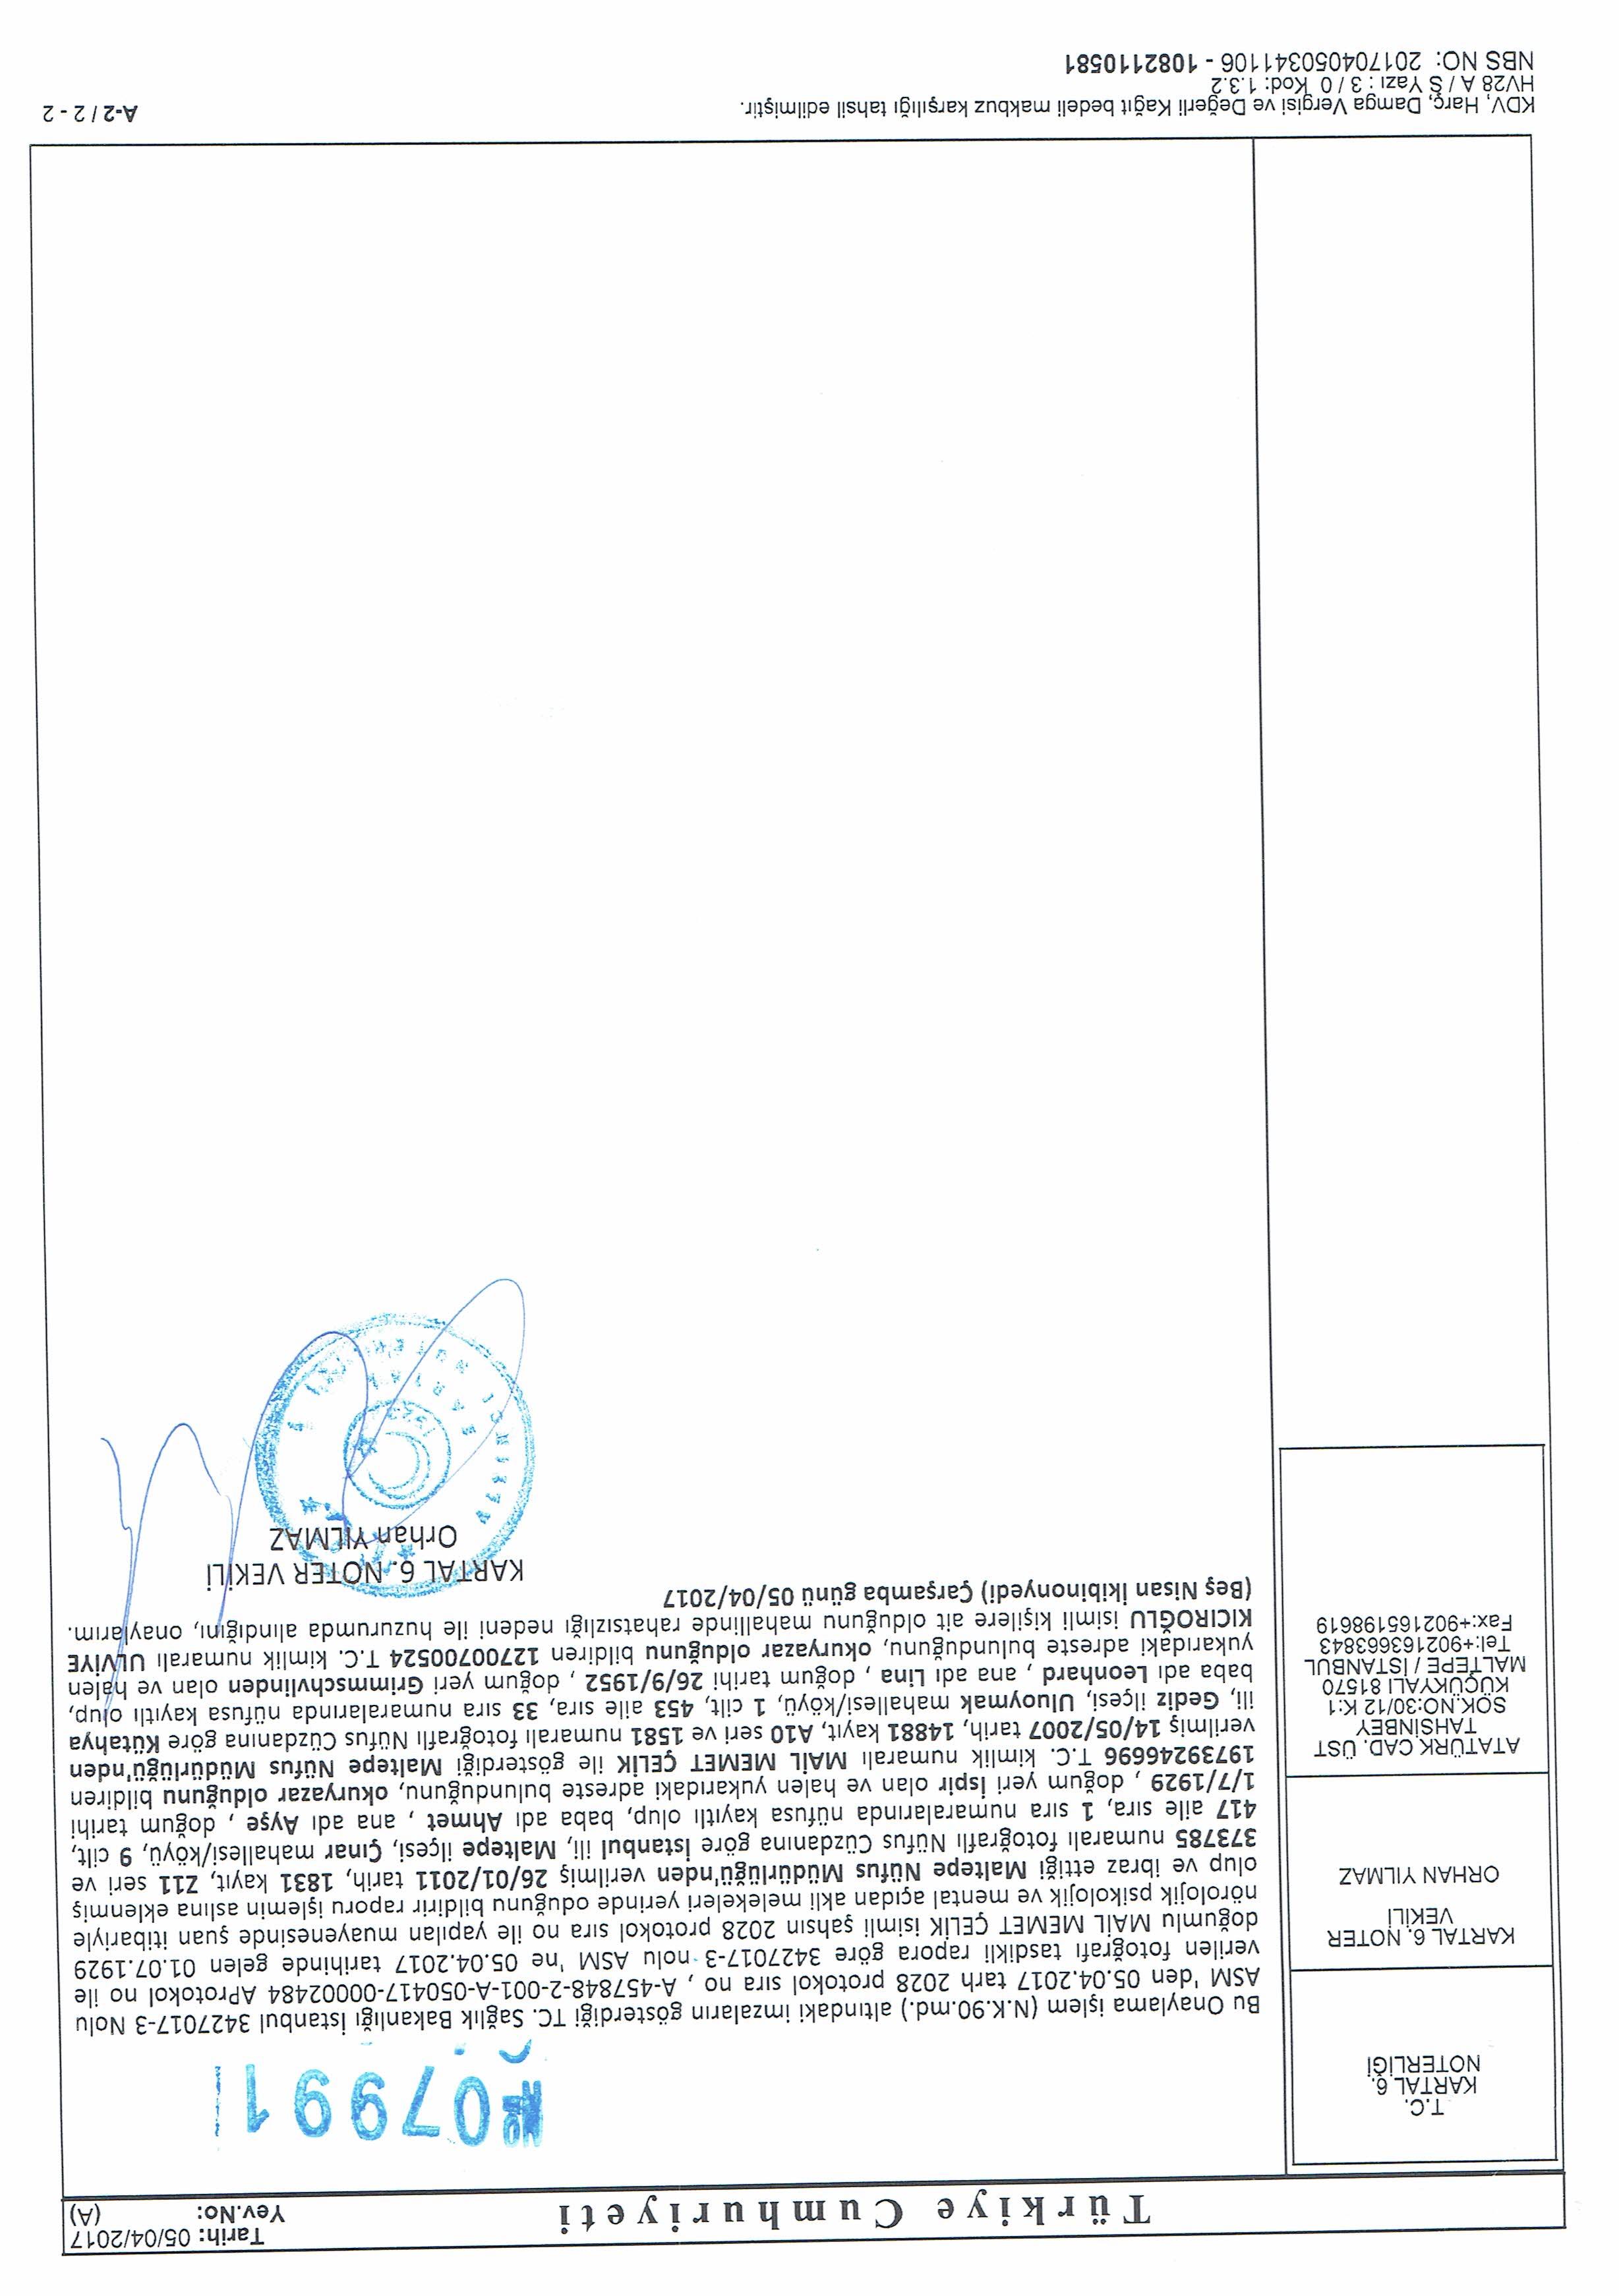 Türkiye Cumhuriyeti
Tarih: 05/04/2017
Yev.No: (A)
T.C.
KARTAL 6.
NOTERLİĞİ
KARTAL 6. NOTER
VEKİLİ
ORHAN YILMAZ
ATATÜRK CAD. ÜST
TAHSİNBEY
SOK.NO:30/12 K:1
KÜÇÜKYALI 81570
MALTEPE / İSTANBUL
Tel:+902163663843
Fax:+902165198619
№ 07991
Bu Onaylama işlem (N.K.90.md.) altındaki imzaların gösterdiği TC. Sağlık Bakanlığı İstanbul 3427017-3 Nolu
ASM 'den 05.04.2017 tarh 2028 protokol sıra no , A-457848-2-001-A-050417-00002484 AProtokol no ile
verilen fotoğrafı tasdikli rapora göre 3427017-3 nolu ASM 'ne 05.04.2017 tarihinde gelen 01.07.1929
doğumlu MAİL MEMET ÇELİK isimli şahsın 2028 protokol sıra no ile yapılan muayenesinde şuan itibariyle
nörolojik psikolojik ve mental açıdan akli melekeleri yerinde oduğunu bildirir raporu işlemin aslına eklenmiş
olup ve ibraz ettiği Maltepe Nüfus Müdürlüğü'nden verilmiş 26/01/2011 tarih, 1831 kayıt, Z11 seri ve
373785 numaralı fotoğraflı Nüfus Cüzdanına göre İstanbul ili, Maltepe ilçesi, Çınar mahallesi/köyü, 9 cilt,
417 aile sıra, 1 sıra numaralarında nüfusa kayıtlı olup, baba adı Ahmet , ana adı Ayşe , doğum tarihi
1/7/1929 , doğum yeri İspir olan ve halen yukarıdaki adreste bulunduğunu, okuryazar olduğunu bildiren
19739246696 T.C. kimlik numaralı MAİL MEMET ÇELİK ile gösterdiği Maltepe Nüfus Müdürlüğü'nden
verilmiş 14/05/2007 tarih, 14881 kayıt, A10 seri ve 1581 numaralı fotoğraflı Nüfus Cüzdanına göre Kütahya
ili, Gediz ilçesi, Uluoymak mahallesi/köyü, 1 cilt, 453 aile sıra, 33 sıra numaralarında nüfusa kayıtlı olup,
baba adı Leonhard , ana adı Lina , doğum tarihi 26/9/1952 , doğum yeri Grimmschvlinden olan ve halen
yukarıdaki adreste bulunduğunu, okuryazar olduğunu bildiren 12700700524 T.C. kimlik numaralı ULVİYE
KICIROĞLU isimli kişilere ait olduğunu mahallinde rahatsızlığı nedeni ile huzurumda alındığını, onaylarım.
(Beş Nisan İkibinonyedi) Çarşamba günü 05/04/2017
KARTAL 6. NOTER VEKİLİ
Orhan YILMAZ
KDV, Harç, Damga Vergisi ve Değerli Kağıt bedeli makbuz karşılığı tahsil edilmiştir.
HV28 A / S Yazı : 3 / 0 Kod: 1.3.2
NBS NO: 201704050341106 - 1082110581
A-2 / 2 - 2